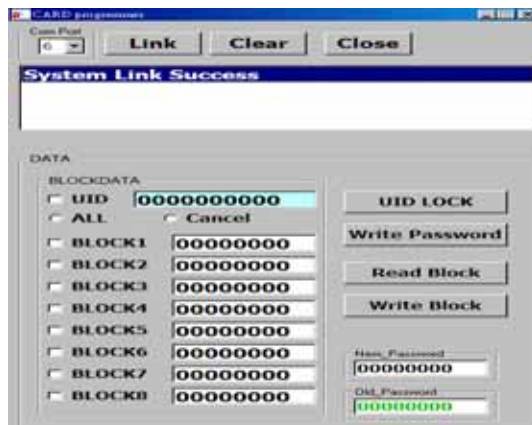 CARD programmer
Com Port
6
Link
Clear
Close
System Link Success
DATA
BLOCKDATA
UID
0000000000
ALL
Cancel
BLOCK1
00000000
BLOCK2
00000000
BLOCK3
00000000
BLOCK4
00000000
BLOCK5
00000000
BLOCK6
00000000
BLOCK7
00000000
BLOCK8
00000000
UID LOCK
Write Password
Read Block
Write Block
New_Password
00000000
Old_Password
00000000